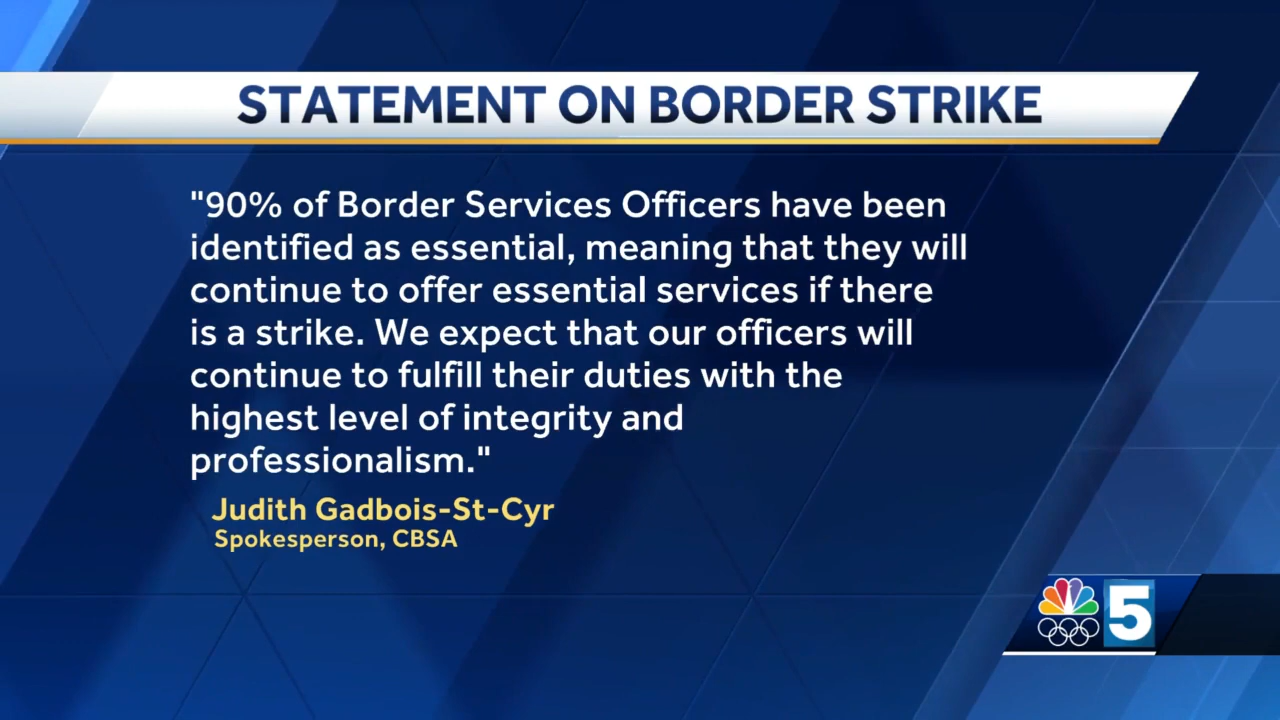 STATEMENT ON BORDER STRIKE
"90% of Border Services Officers have been
identified as essential, meaning that they will
continue to offer essential services if there
is a strike. We expect that our officers will
continue to fulfill their duties with the
highest level of integrity and
professionalism."
Judith Gadbois-St-Cyr
Spokesperson, CBSA
5